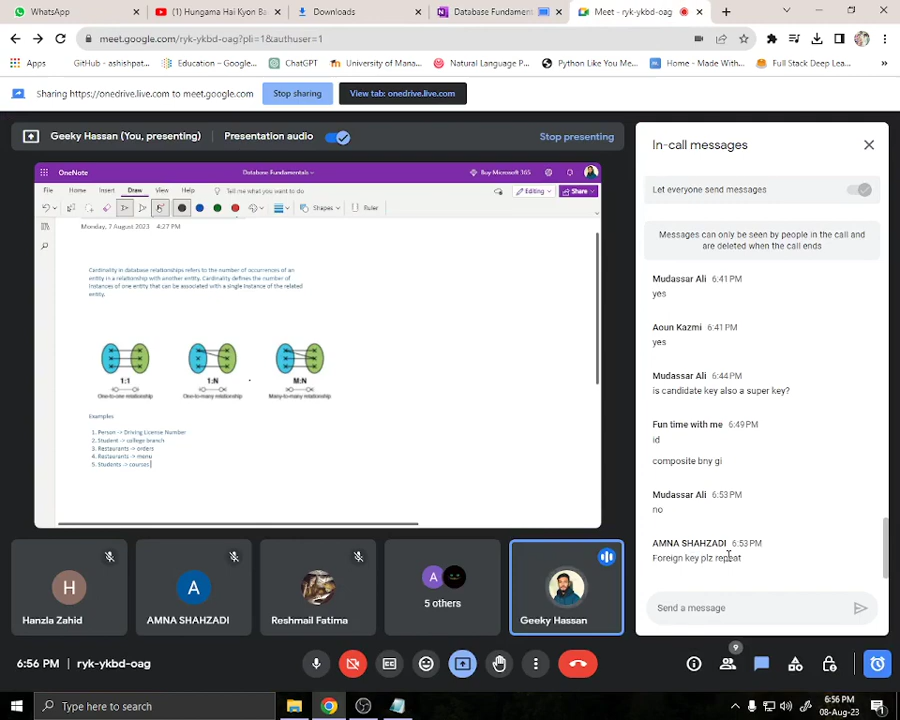 WhatsApp
(1) Hungama Hai Kyon Ba
Downloads
Database Fundament
Meet - ryk-ykbd-oag
meet.google.com/ryk-ykbd-oag?pli=1&authuser=1
Apps
GitHub - ashishpat...
Education – Google...
ChatGPT
University of Mana...
Natural Language P...
Python Like You Me...
Home - Made With...
Full Stack Deep Lea...
Sharing https://onedrive.live.com to meet.google.com
Stop sharing
View tab: onedrive.live.com
Geeky Hassan (You, presenting)
Presentation audio
Stop presenting
OneNote
Database Fundamentals
Buy Microsoft 365
File
Home
Insert
Draw
View
Help
Tell me what you want to do
Editing
Share
Shapes
Ruler
Monday, 7 August 2023 4:27 PM
Cardinality in database relationships refers to the number of occurrences of an
entity in a relationship with another entity. Cardinality defines the number of
instances of one entity that can be associated with a single instance of the related
entity.
1:1
One-to-one relationship
1:N
One-to-many relationship
M:N
Many-to-many relationship
Examples
1. Person -> Driving License Number
2. Student -> college branch
3. Restaurants -> orders
4. Restaurants -> menu
5. Students -> courses
Hanzla Zahid
H
AMNA SHAHZADI
A
Reshmail Fatima
A
5 others
Geeky Hassan
In-call messages
Let everyone send messages
Messages can only be seen by people in the call and
are deleted when the call ends
Mudassar Ali 6:41 PM
yes
Aoun Kazmi 6:41 PM
yes
Mudassar Ali 6:44 PM
is candidate key also a super key?
Fun time with me 6:49 PM
id
composite bny gi
Mudassar Ali 6:53 PM
no
AMNA SHAHZADI 6:53 PM
Foreign key plz repeat
Send a message
6:56 PM | ryk-ykbd-oag
9
Type here to search
6:56 PM
08-Aug-23
1